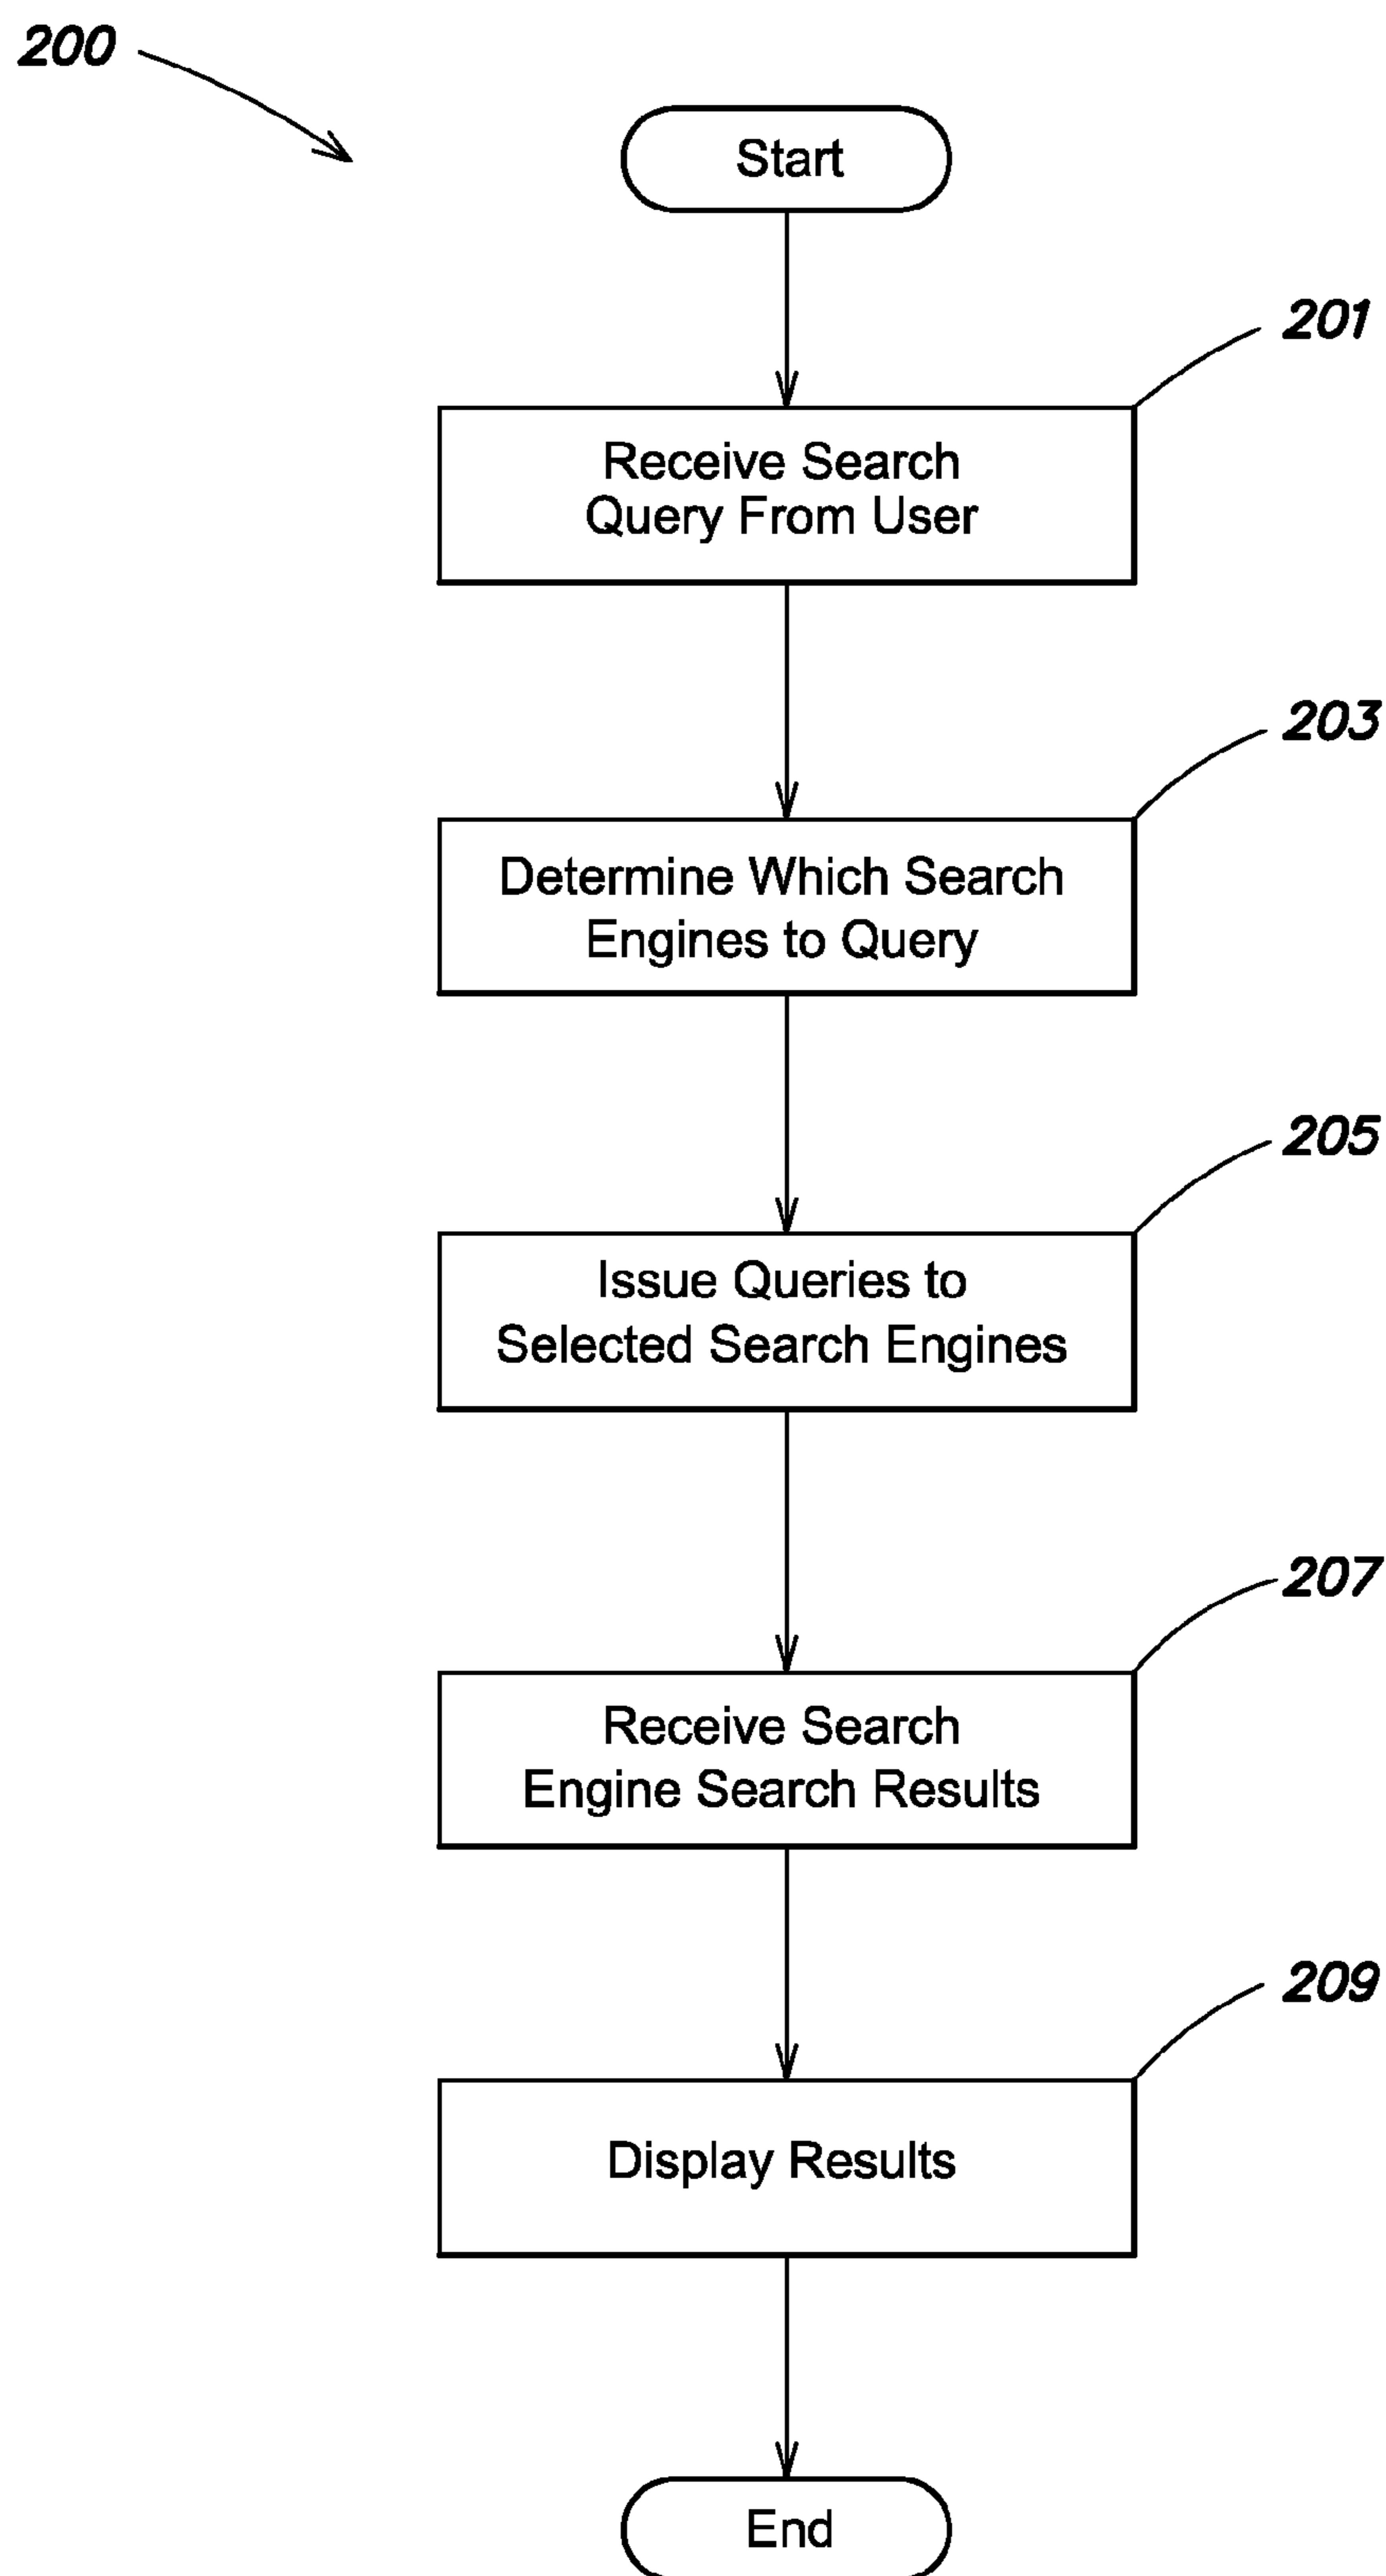 200
Start
201
Receive Search
Query From User
203
Determine Which Search
Engines to Query
205
Issue Queries to
Selected Search Engines
207
Receive Search
Engine Search Results
209
Display Results
End